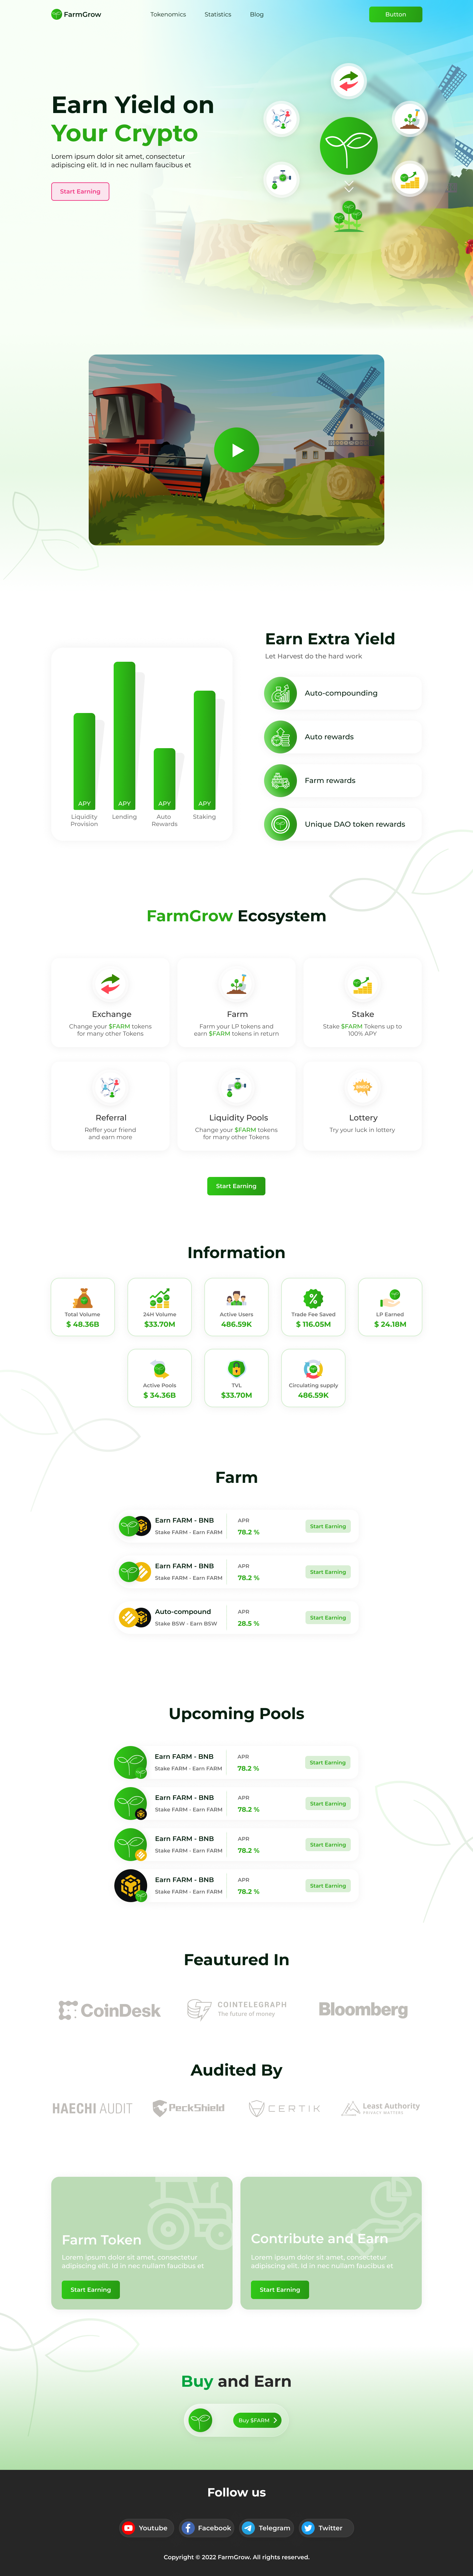 FarmGrow
Tokenomics
Statistics
Blog
Button
Earn Yield on
Your Crypto
Lorem ipsum dolor sit amet, consectetur
adipiscing elit. Id in nec nullam faucibus et
Start Earning
APY
APY
APY
APY
Liquidity
Provision
Lending
Auto
Rewards
Staking
Earn Extra Yield
Let Harvest do the hard work
Auto-compounding
Auto rewards
Farm rewards
Unique DAO token rewards
FarmGrow Ecosystem
Exchange
Change your $FARM tokens
for many other Tokens
Farm
Farm your LP tokens and
earn $FARM tokens in return
Stake
Stake $FARM Tokens up to
100% APY
Referral
Reffer your friend
and earn more
Liquidity Pools
Change your $FARM tokens
for many other Tokens
Lottery
Try your luck in lottery
Start Earning
Information
Total Volume
$ 48.36B
24H Volume
$33.70M
Active Users
486.59K
Trade Fee Saved
$ 116.05M
LP Earned
$ 24.18M
Active Pools
$ 34.36B
TVL
$33.70M
Circulating supply
486.59K
Farm
Earn FARM - BNB
Stake FARM - Earn FARM
APR
78.2 %
Start Earning
Earn FARM - BNB
Stake FARM - Earn FARM
APR
78.2 %
Start Earning
Auto-compound
Stake BSW - Earn BSW
APR
28.5 %
Start Earning
Upcoming Pools
Earn FARM - BNB
Stake FARM - Earn FARM
APR
78.2 %
Start Earning
Earn FARM - BNB
Stake FARM - Earn FARM
APR
78.2 %
Start Earning
Earn FARM - BNB
Stake FARM - Earn FARM
APR
78.2 %
Start Earning
Earn FARM - BNB
Stake FARM - Earn FARM
APR
78.2 %
Start Earning
Feautured In
CoinDesk
COINTELEGRAPH
The future of money
Bloomberg
Audited By
HAECHI AUDIT
PeckShield
CERTIK
Least Authority
PRIVACY MATTERS
Farm Token
Lorem ipsum dolor sit amet, consectetur
adipiscing elit. Id in nec nullam faucibus et
Start Earning
Contribute and Earn
Lorem ipsum dolor sit amet, consectetur
adipiscing elit. Id in nec nullam faucibus et
Start Earning
Buy and Earn
Buy $FARM
Follow us
Youtube
Facebook
Telegram
Twitter
Copyright © 2022 FarmGrow. All rights reserved.